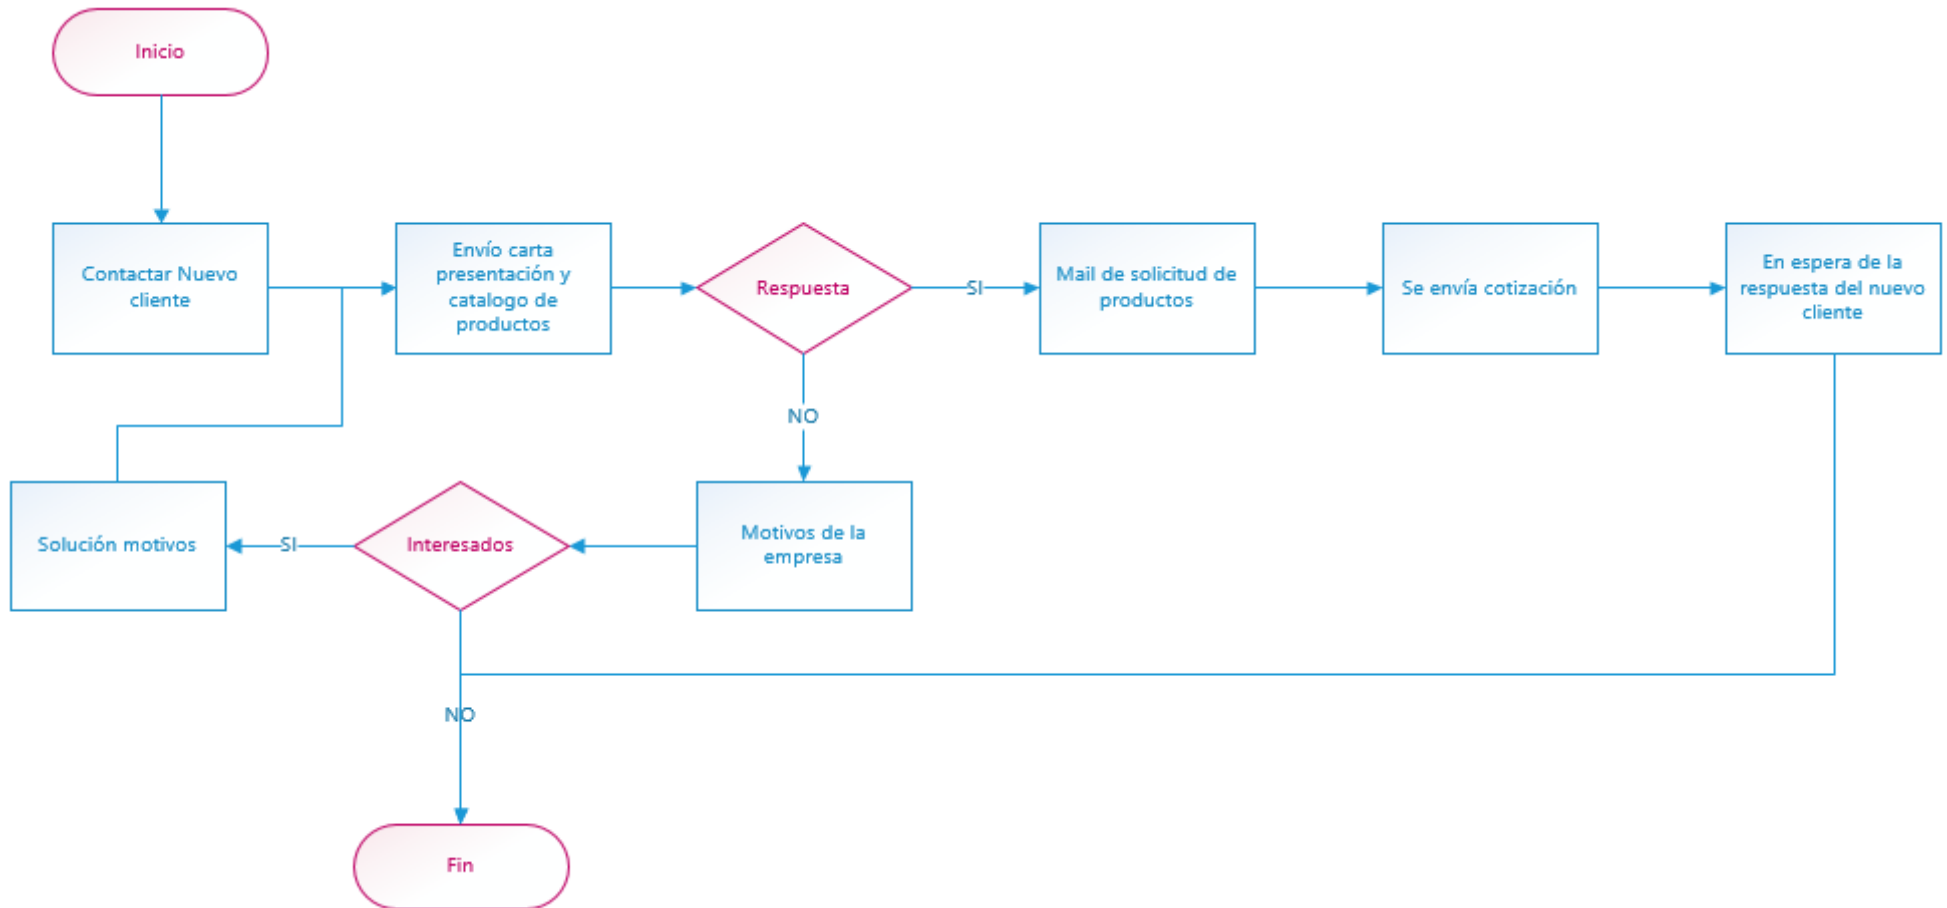 Inicio
Contactar Nuevo
cliente
Envío carta
presentación y
catalogo de
productos
Respuesta
SI
Mail de solicitud de
productos
Se envía cotización
En espera de la
respuesta del nuevo
cliente
NO
Motivos de la
empresa
Interesados
SI
Solución motivos
NO
Fin